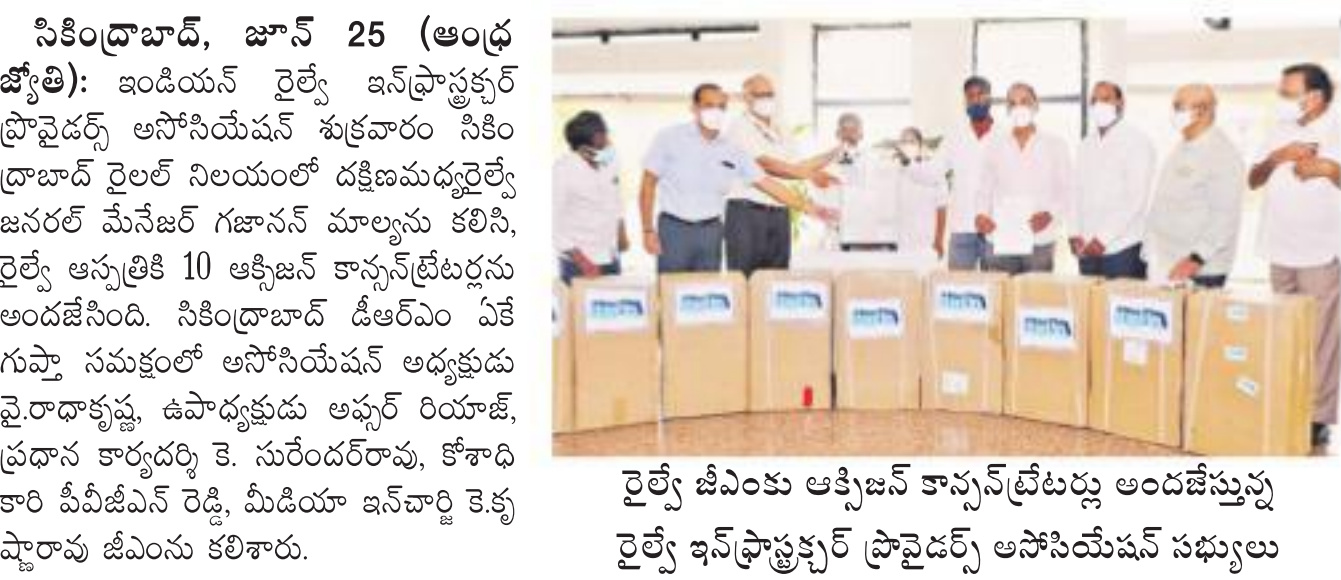 సికింద్రాబాద్, జూన్ 25 (ఆంధ్ర
జ్యోతి): ఇండియన్ రైల్వే ఇన్‌ఫ్రాస్ట్రక్చర్
ప్రొవైడర్స్ అసోసియేషన్ శుక్రవారం సికిం
ద్రాబాద్ రైలల్ నిలయంలో దక్షిణమధ్యరైల్వే
జనరల్ మేనేజర్ గజానన్ మాల్యను కలిసి,
రైల్వే ఆస్పత్రికి 10 ఆక్సిజన్ కాన్సన్‌ట్రేటర్లను
అందజేసింది. సికింద్రాబాద్ డీఆర్ఎం ఏకే
గుప్తా సమక్షంలో అసోసియేషన్ అధ్యక్షుడు
వై.రాధాకృష్ణ, ఉపాధ్యక్షుడు అఫ్సర్ రియాజ్,
ప్రధాన కార్యదర్శి కె. సురేందర్‌రావు, కోశాధి
కారి పీవీజీఎన్ రెడ్డి, మీడియా ఇన్‌చార్జి కె.కృ
ష్ణారావు జీఎంను కలిశారు.
రైల్వే జీఎంకు ఆక్సిజన్ కాన్సన్‌ట్రేటర్లు అందజేస్తున్న
రైల్వే ఇన్‌ఫ్రాస్ట్రక్చర్ ప్రొవైడర్స్ అసోసియేషన్ సభ్యులు